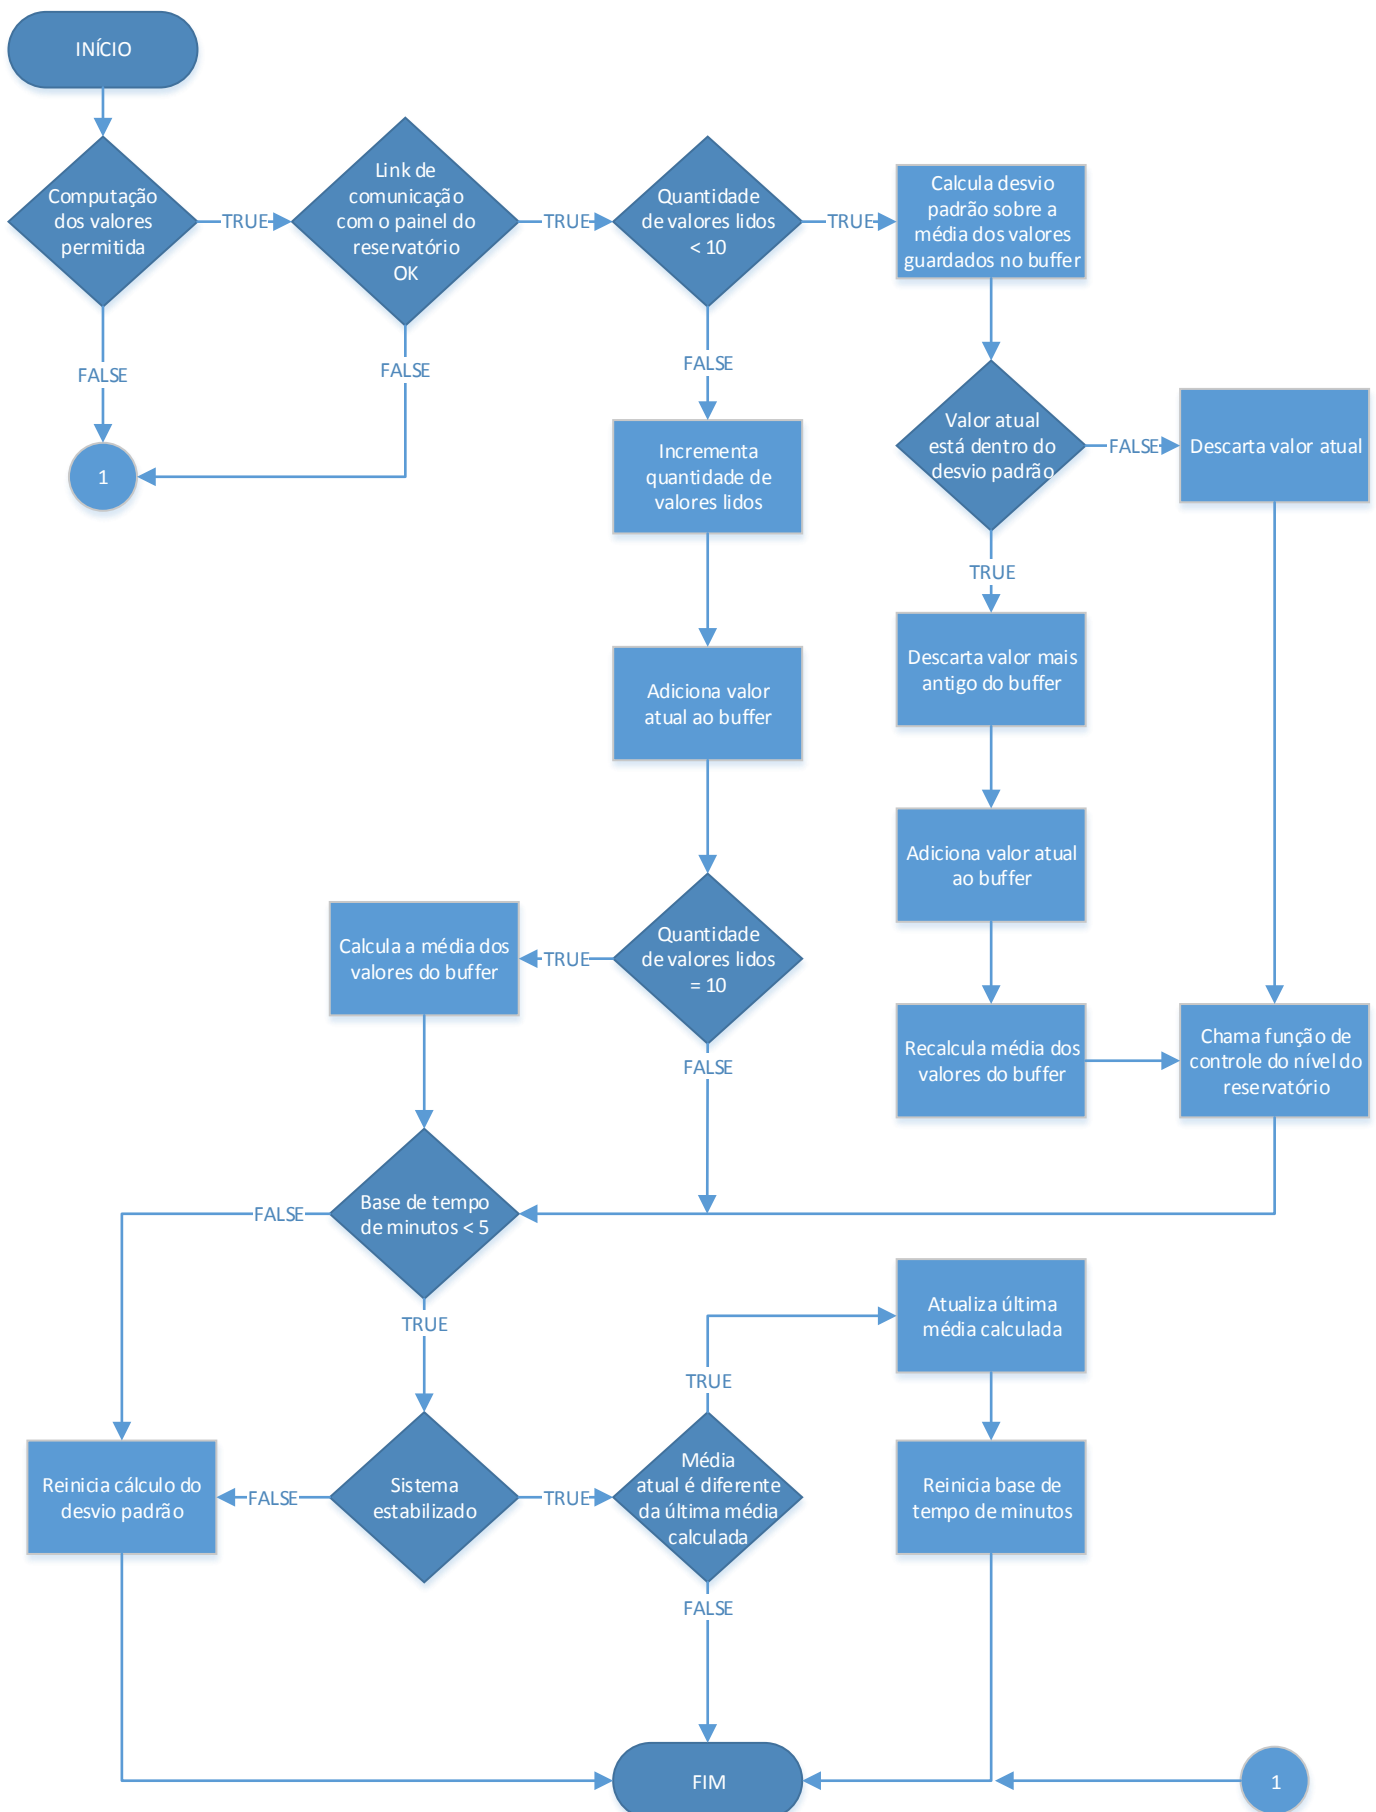 INÍCIO
Computação
dos valores
permitida
TRUE
Link de
comunicação
com o painel do
reservatório
OK
TRUE
Quantidade
de valores lidos
< 10
TRUE
Calcula desvio
padrão sobre a
média dos valores
guardados no buffer
FALSE
FALSE
FALSE
1
Incrementa
quantidade de
valores lidos
Valor atual
está dentro do
desvio padrão
FALSE
Descarta valor atual
TRUE
Descarta valor mais
antigo do buffer
Adiciona valor
atual ao buffer
Adiciona valor atual
ao buffer
Calcula a média dos
valores do buffer
TRUE
Quantidade
de valores lidos
= 10
FALSE
Recalcula média dos
valores do buffer
Chama função de
controle do nível do
reservatório
FALSE
Base de tempo
de minutos < 5
TRUE
TRUE
Atualiza última
média calculada
Reinicia cálculo do
desvio padrão
FALSE
Sistema
estabilizado
TRUE
Média
atual é diferente
da última média
calculada
Reinicia base de
tempo de minutos
FALSE
FIM
1